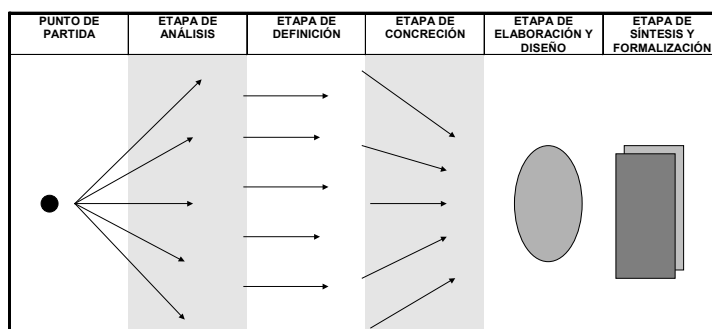 PUNTO DE
PARTIDA
ETAPA DE
ANÁLISIS
ETAPA DE
DEFINICIÓN
ETAPA DE
CONCRECIÓN
ETAPA DE
ELABORACIÓN Y
DISEÑO
ETAPA DE
SÍNTESIS Y
FORMALIZACIÓN